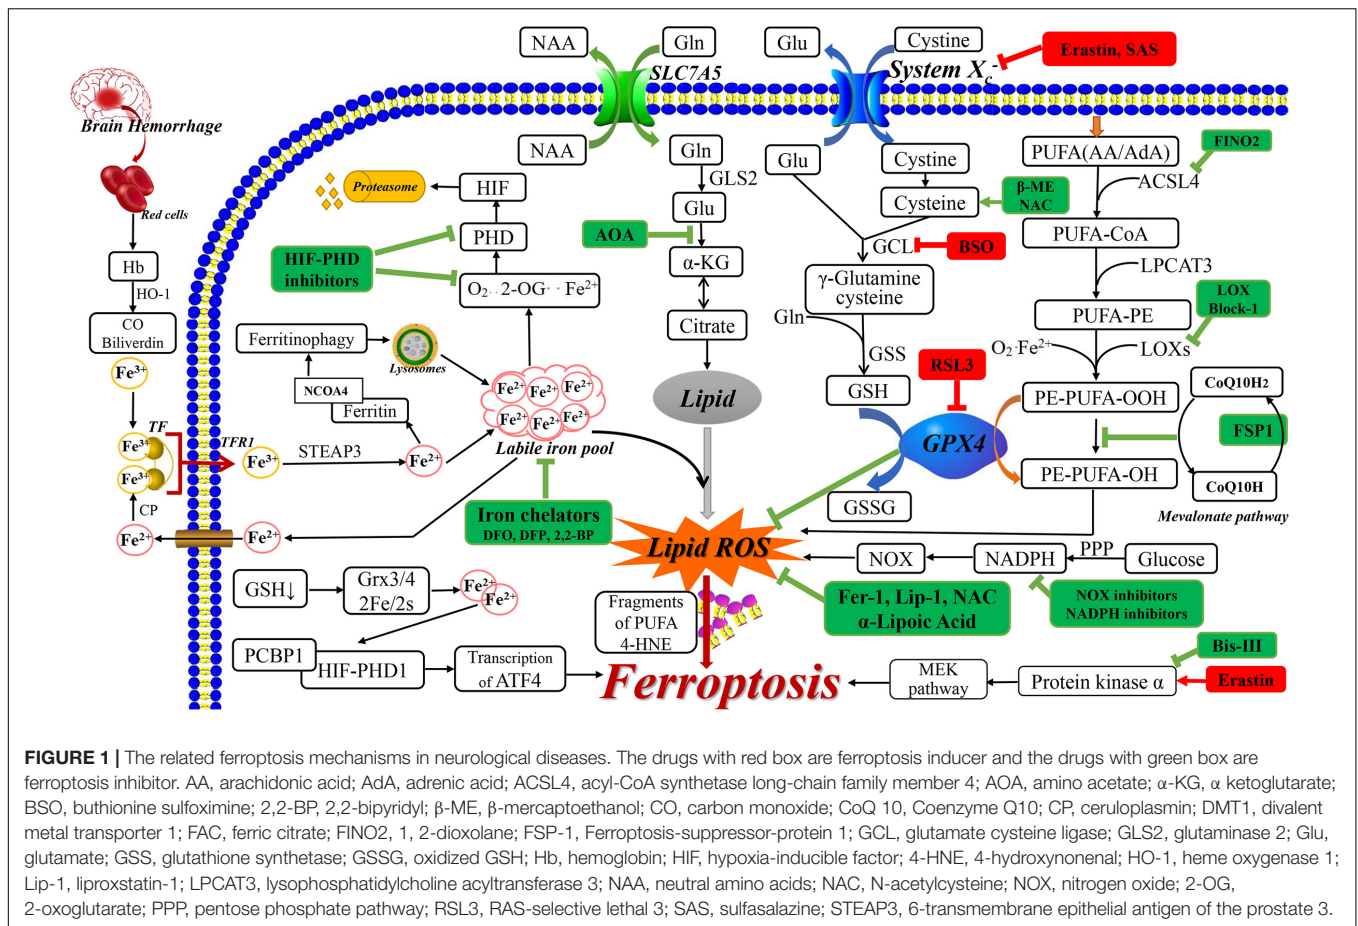 NAA
Gln
Glu
Cystine
Erastin, SAS
SLC7A5
System Xc-
Brain Hemorrhage
Red cells
Hb
HO-1
CO
Biliverdin
Fe3+
TF
Fe3+
Fe3+
CP
Fe2+
Fe2+
TFR1
Fe3+
STEAP3
Fe2+
Ferritin
NCOA4
Ferritinophagy
Lysosomes
Proteasome
HIF
PHD
O2··2-OG··Fe2+
HIF-PHD
inhibitors
Fe2+
Fe2+
Fe2+
Fe2+
Fe2+
Fe2+
Labile iron pool
Iron chelators
DFO, DFP, 2,2-BP
NAA
Gln
GLS2
Glu
AOA
α-KG
Citrate
Lipid
Lipid ROS
Glu
Cystine
Cysteine
β-ME
NAC
GCL
BSO
γ-Glutamine
cysteine
Gln
GSS
GSH
RSL3
GPX4
GSSG
PUFA(AA/AdA)
FINO2
ACSL4
PUFA-CoA
LPCAT3
PUFA-PE
LOX
Block-1
O2·Fe2+
LOXs
PE-PUFA-OOH
CoQ10H2
FSP1
PE-PUFA-OH
CoQ10H
Mevalonate pathway
NOX
NADPH
PPP
Glucose
NOX inhibitors
NADPH inhibitors
Fer-1, Lip-1, NAC
α-Lipoic Acid
GSH↓
Grx3/4
2Fe/2s
Fe2+
Fe2+
PCBP1
HIF-PHD1
Transcription
of ATF4
Fragments
of PUFA
4-HNE
Ferroptosis
MEK
pathway
Protein kinase α
Bis-III
Erastin
FIGURE 1 | The related ferroptosis mechanisms in neurological diseases. The drugs with red box are ferroptosis inducer and the drugs with green box are
ferroptosis inhibitor. AA, arachidonic acid; AdA, adrenic acid; ACSL4, acyl-CoA synthetase long-chain family member 4; AOA, amino acetate; α-KG, α ketoglutarate;
BSO, buthionine sulfoximine; 2,2-BP, 2,2-bipyridyl; β-ME, β-mercaptoethanol; CO, carbon monoxide; CoQ 10, Coenzyme Q10; CP, ceruloplasmin; DMT1, divalent
metal transporter 1; FAC, ferric citrate; FINO2, 1, 2-dioxolane; FSP-1, Ferroptosis-suppressor-protein 1; GCL, glutamate cysteine ligase; GLS2, glutaminase 2; Glu,
glutamate; GSS, glutathione synthetase; GSSG, oxidized GSH; Hb, hemoglobin; HIF, hypoxia-inducible factor; 4-HNE, 4-hydroxynonenal; HO-1, heme oxygenase 1;
Lip-1, liproxstatin-1; LPCAT3, lysophosphatidylcholine acyltransferase 3; NAA, neutral amino acids; NAC, N-acetylcysteine; NOX, nitrogen oxide; 2-OG,
2-oxoglutarate; PPP, pentose phosphate pathway; RSL3, RAS-selective lethal 3; SAS, sulfasalazine; STEAP3, 6-transmembrane epithelial antigen of the prostate 3.